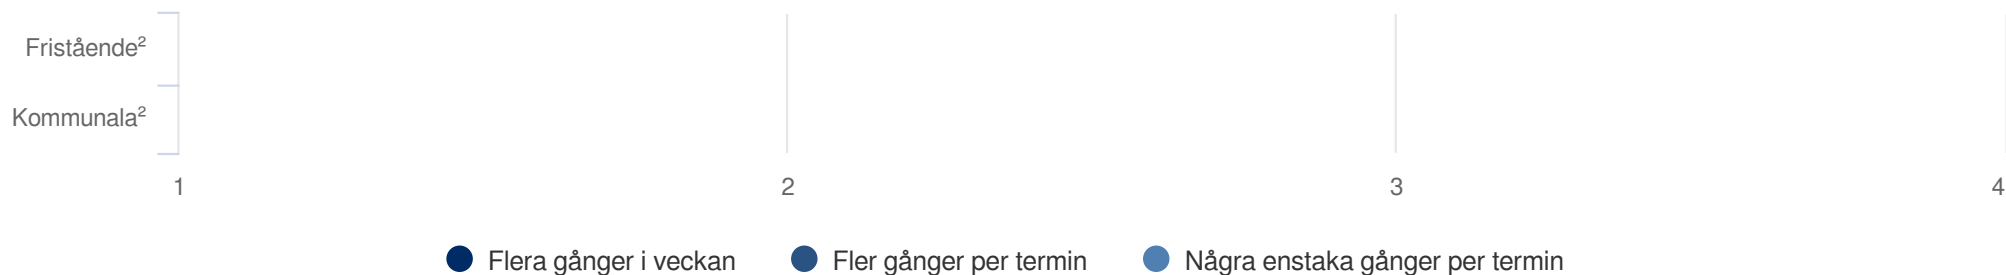 Fristående²
Kommunala²
1 2 3 4
Flera gånger i veckan Fler gånger per termin Några enstaka gånger per termin